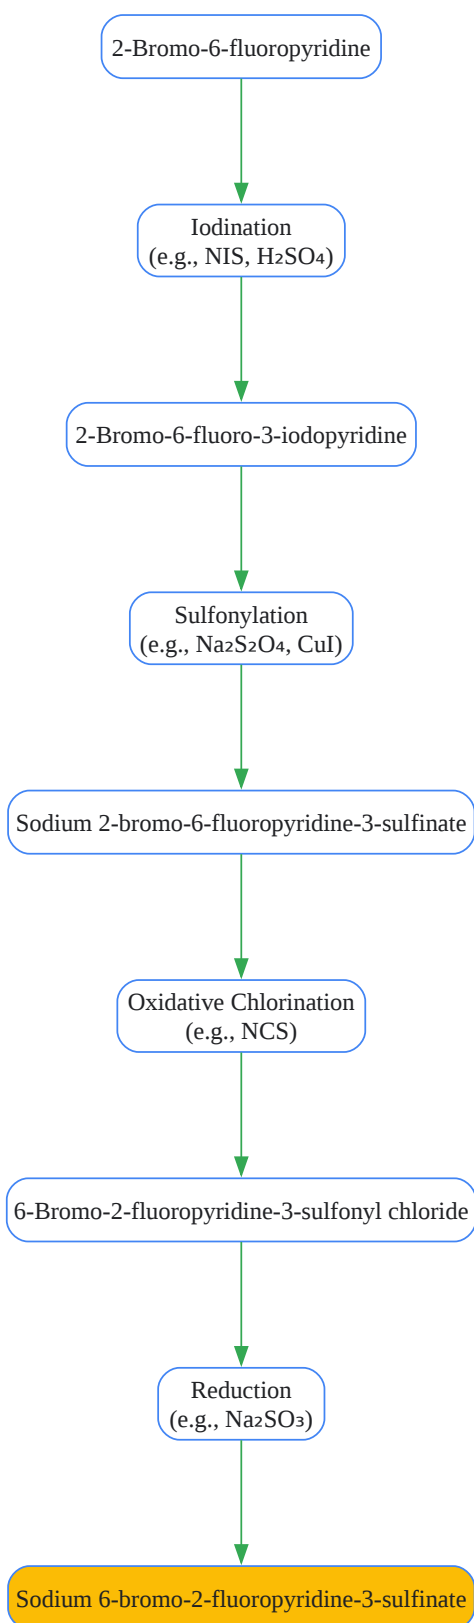 2-Bromo-6-fluoropyridine
Iodination
(e.g., NIS, H₂SO₄)
2-Bromo-6-fluoro-3-iodopyridine
Sulfonylation
(e.g., Na₂S₂O₄, CuI)
Sodium 2-bromo-6-fluoropyridine-3-sulfinate
Oxidative Chlorination
(e.g., NCS)
6-Bromo-2-fluoropyridine-3-sulfonyl chloride
Reduction
(e.g., Na₂SO₃)
Sodium 6-bromo-2-fluoropyridine-3-sulfinate